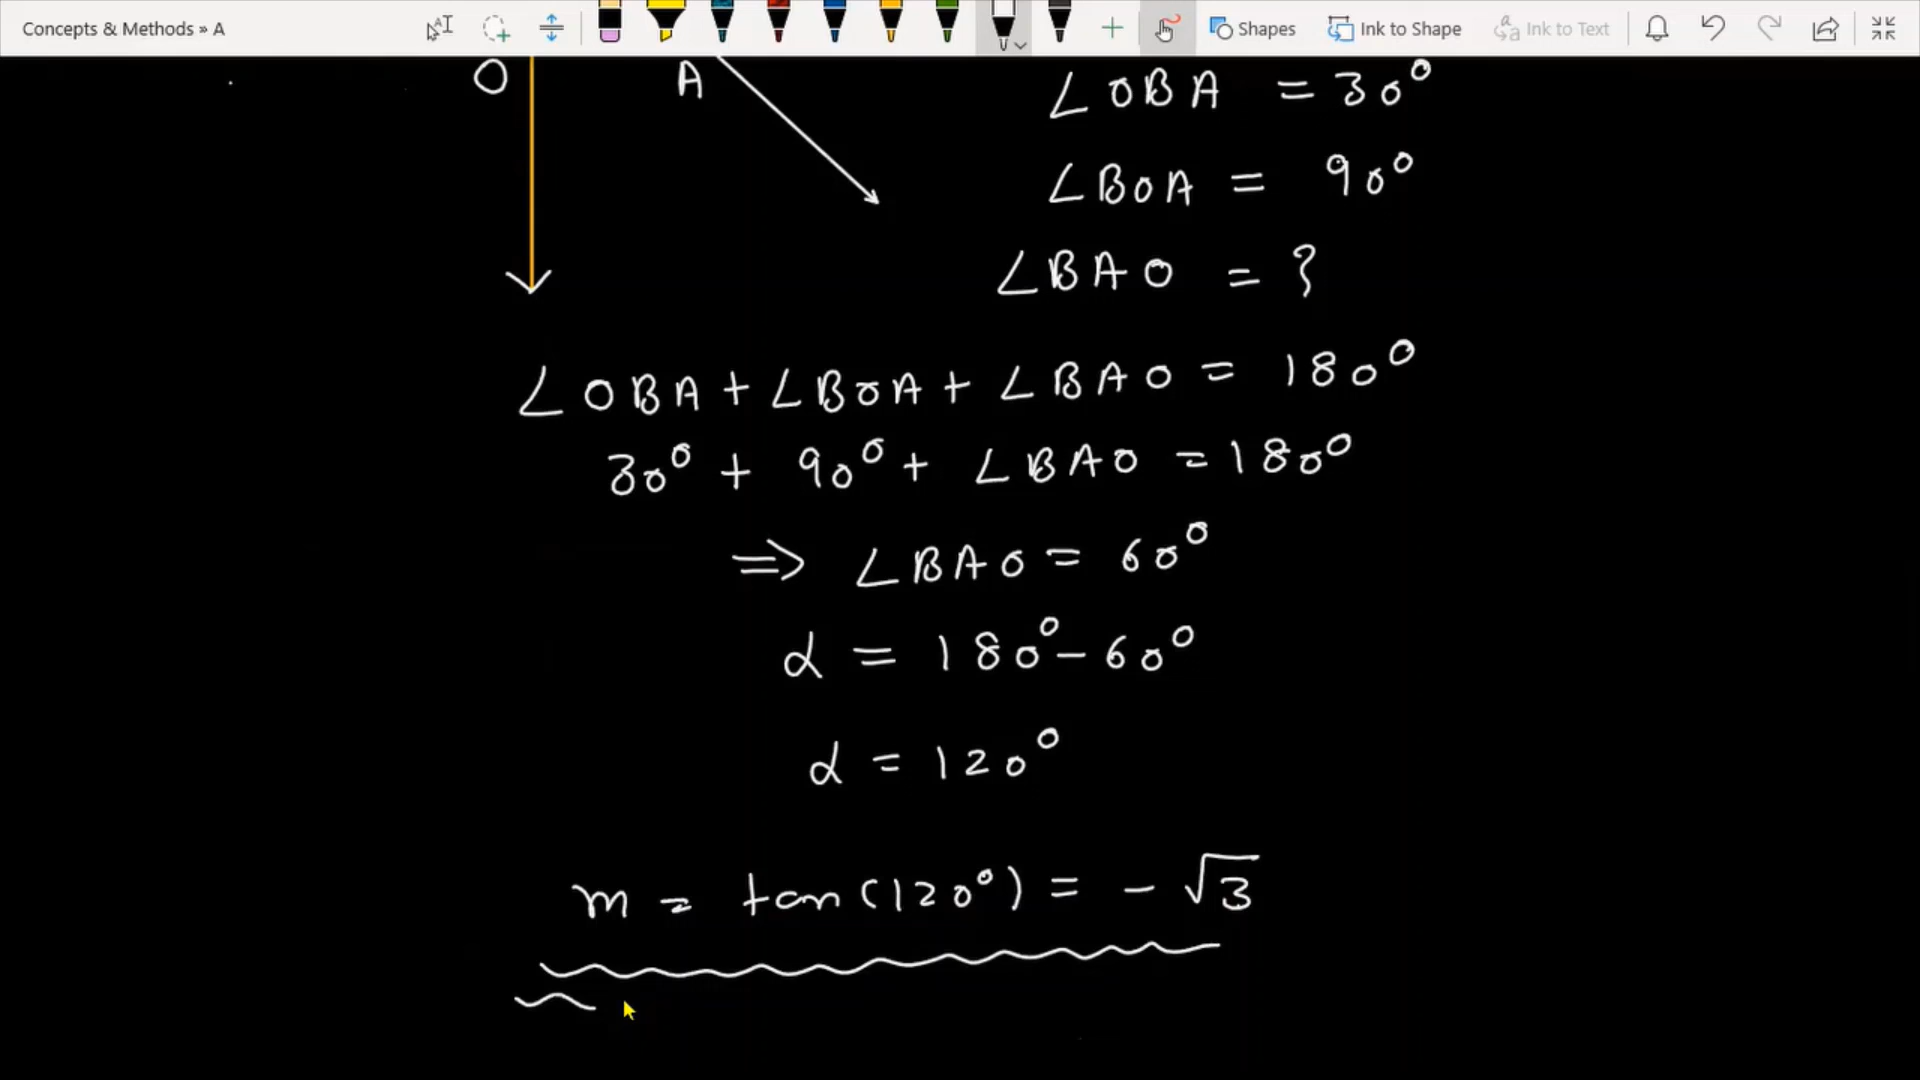 Concepts & Methods » A
Shapes
Ink to Shape
Ink to Text
O A
∠OBA = 30°
∠BOA = 90°
∠BAO = ?
∠OBA + ∠BOA + ∠BAO = 180°
30° + 90° + ∠BAO = 180°
⇒ ∠BAO = 60°
α = 180° - 60°
α = 120°
m = tan(120°) = - √3